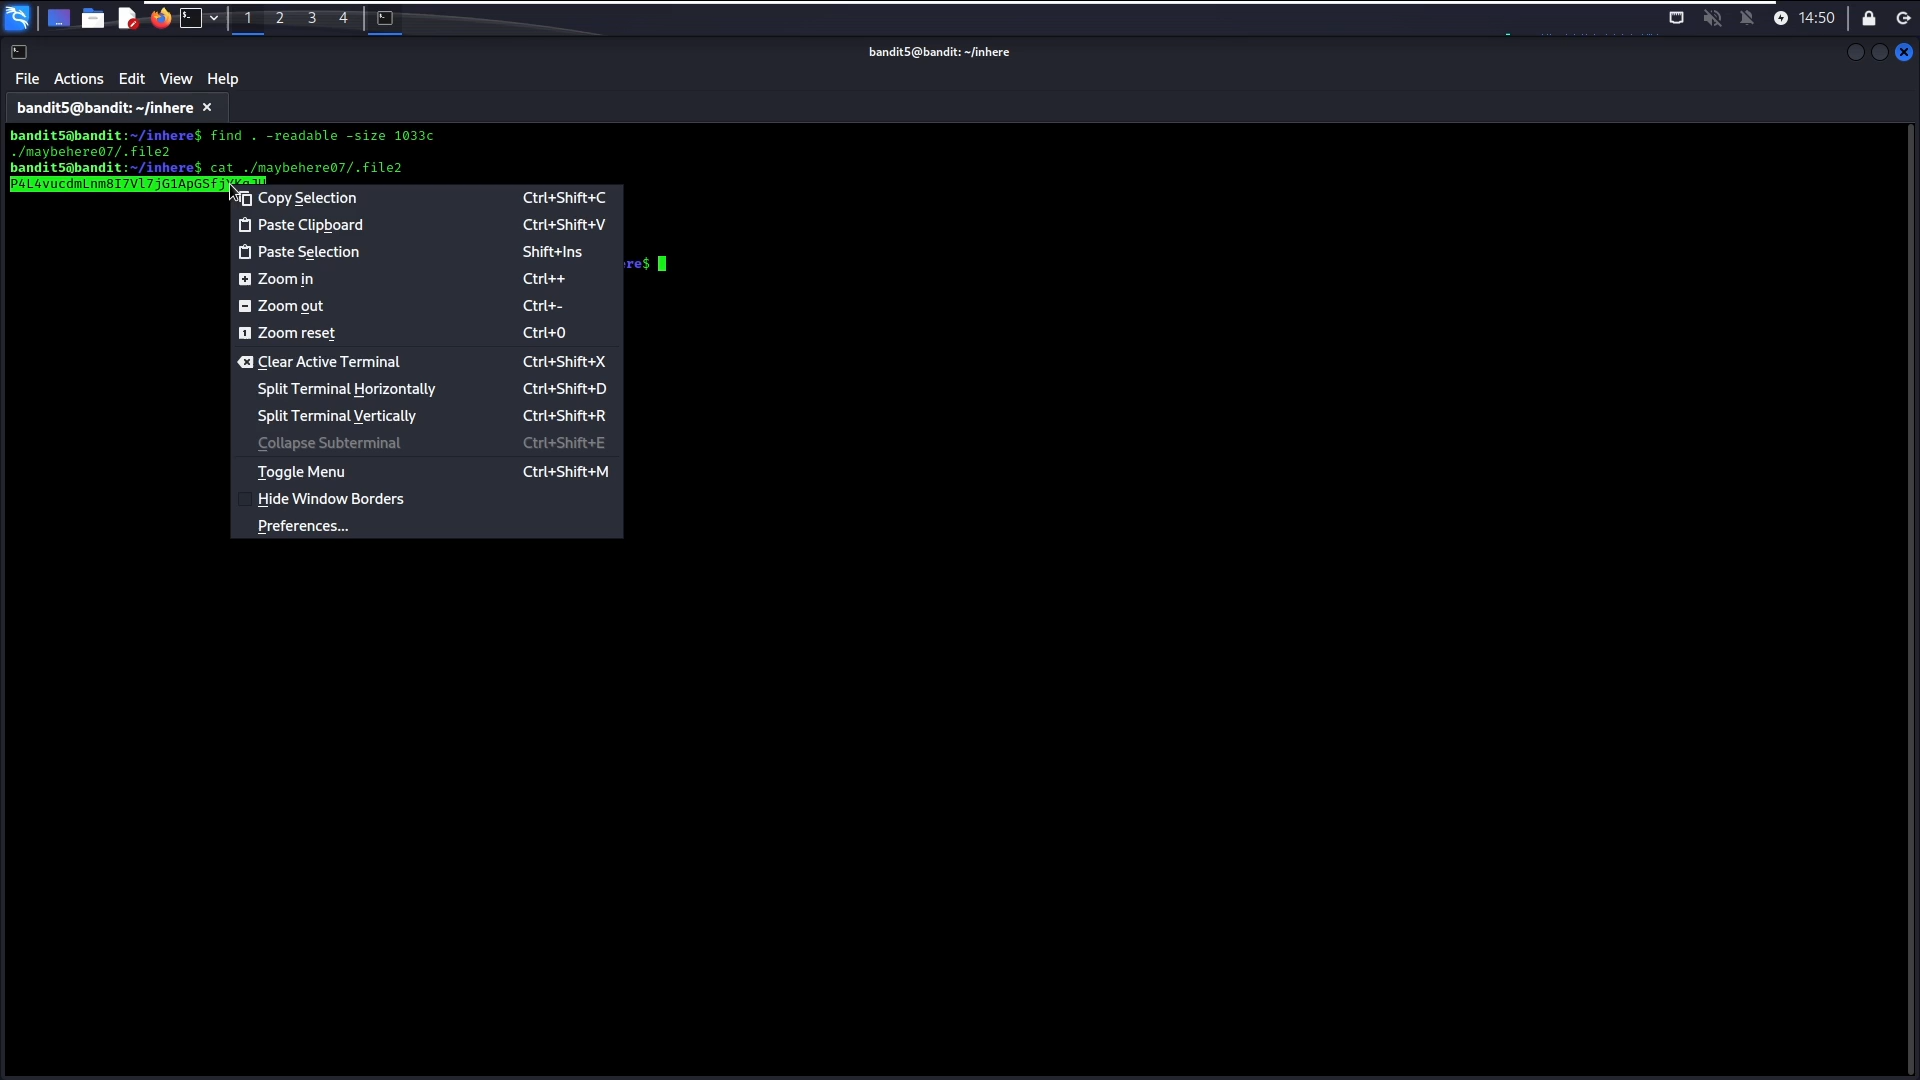 1 2 3 4 14:50
bandit5@bandit: ~/inhere
File Actions Edit View Help
bandit5@bandit: ~/inhere ×
bandit5@bandit:~/inhere$ find . -readable -size 1033c
./maybehere07/.file2
bandit5@bandit:~/inhere$ cat ./maybehere07/.file2
Copy Selection Ctrl+Shift+C
Paste Clipboard Ctrl+Shift+V
Paste Selection Shift+Ins
ere$
Zoom in Ctrl++
Zoom out Ctrl+-
Zoom reset Ctrl+0
Clear Active Terminal Ctrl+Shift+X
Split Terminal Horizontally Ctrl+Shift+D
Split Terminal Vertically Ctrl+Shift+R
Collapse Subterminal Ctrl+Shift+E
Toggle Menu Ctrl+Shift+M
Hide Window Borders
Preferences...